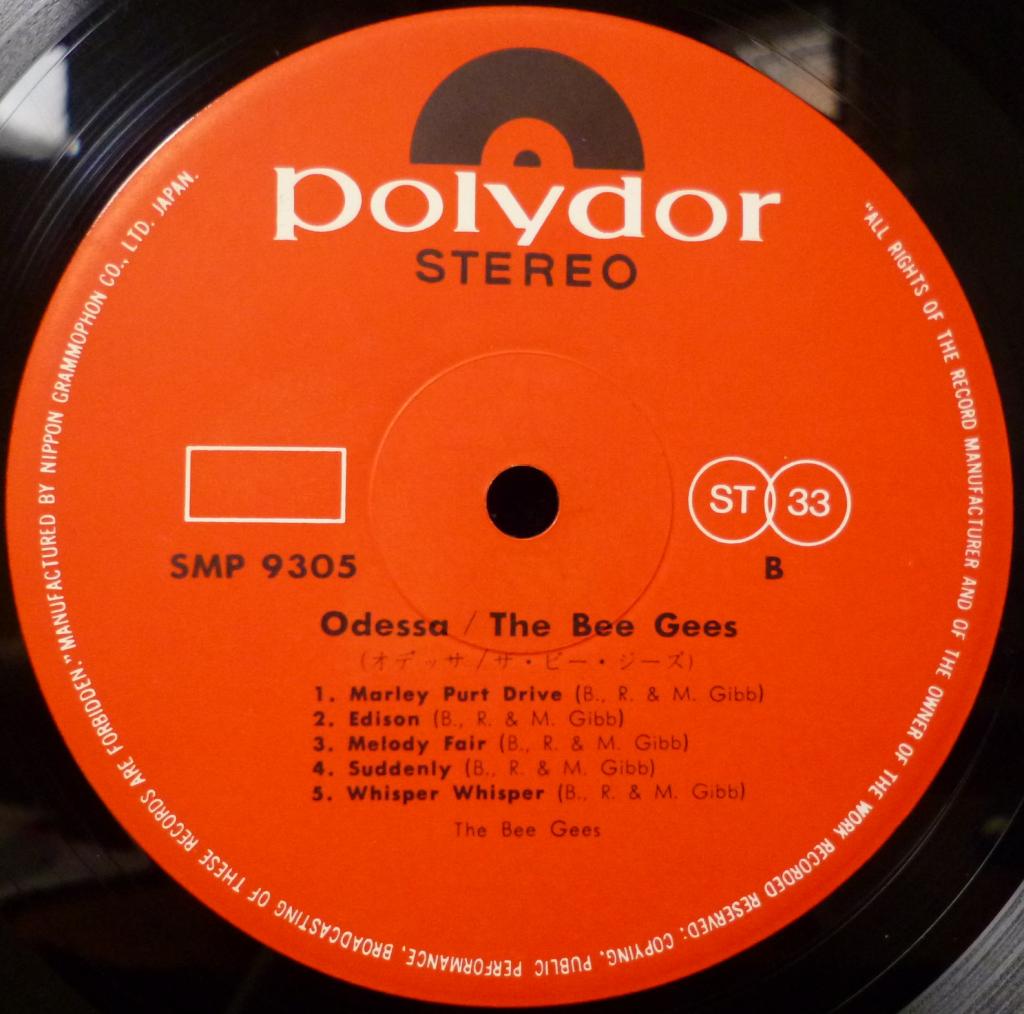 polydor
STEREO
ST 33
SMP 9305
B
Odessa / The Bee Gees
(オデッサ/ザ・ビー・ジーズ)
1. Marley Purt Drive (B., R. & M. Gibb)
2. Edison (B., R. & M. Gibb)
3. Melody Fair (B., R. & M. Gibb)
4. Suddenly (B., R. & M. Gibb)
5. Whisper Whisper (B., R. & M. Gibb)
The Bee Gees
"ALL RIGHTS OF THE RECORD MANUFACTURER AND OF THE OWNER OF THE WORK RECORDED RESERVED: COPYING, PUBLIC PERFORMANCE, BROADCASTING OF THESE RECORDS ARE FORBIDDEN." MANUFACTURED BY NIPPON GRAMMOPHON CO., LTD. JAPAN.